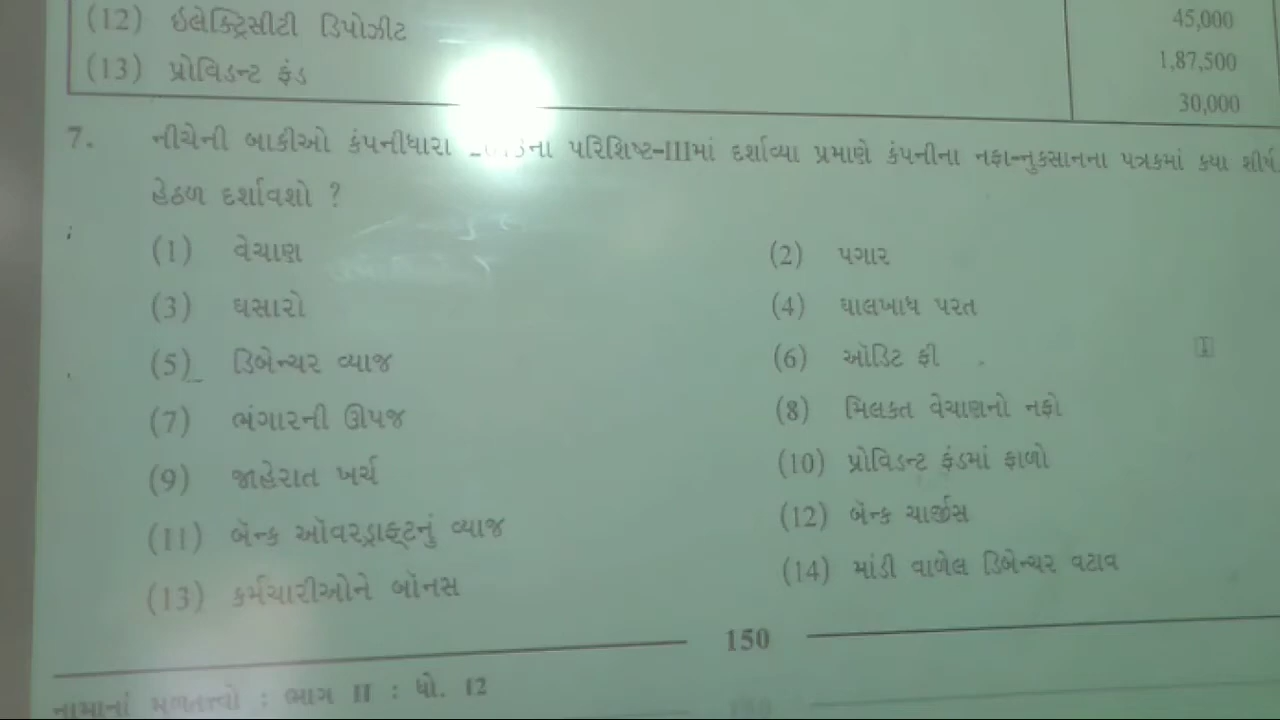 (12) ઇલેક્ટ્રિસીટી ડિપોઝીટ 45,000
(13) પ્રોવિડન્ટ ફંડ 1,87,500
30,000
7. નીચેની બાકીઓ કંપનીધારા પરિશિષ્ટ-IIIમાં દર્શાવ્યા પ્રમાણે કંપનીના નફા-નુકસાનના પત્રકમાં કયા
હેઠળ દર્શાવશો ?
(1) વેચાણ (2) પગાર
(3) ઘસારો (4) ઘાલખાધ પરત
(5) ડિબેન્ચર વ્યાજ (6) ઑડિટ ફી
(7) ભંગારની ઊપજ (8) મિલકત વેચાણનો નફો
(9) જાહેરાત ખર્ચ (10) પ્રોવિડન્ટ ફંડમાં ફાળો
(11) બૅન્ક ઑવરડ્રાફ્ટનું વ્યાજ (12) બૅન્ક ચાર્જીસ
(13) કર્મચારીઓને બૉનસ (14) માંડી વાળેલ ડિબેન્ચર વટાવ
150
નામાનાં મૂળતત્ત્વો : ભાગ II : ધો. 12